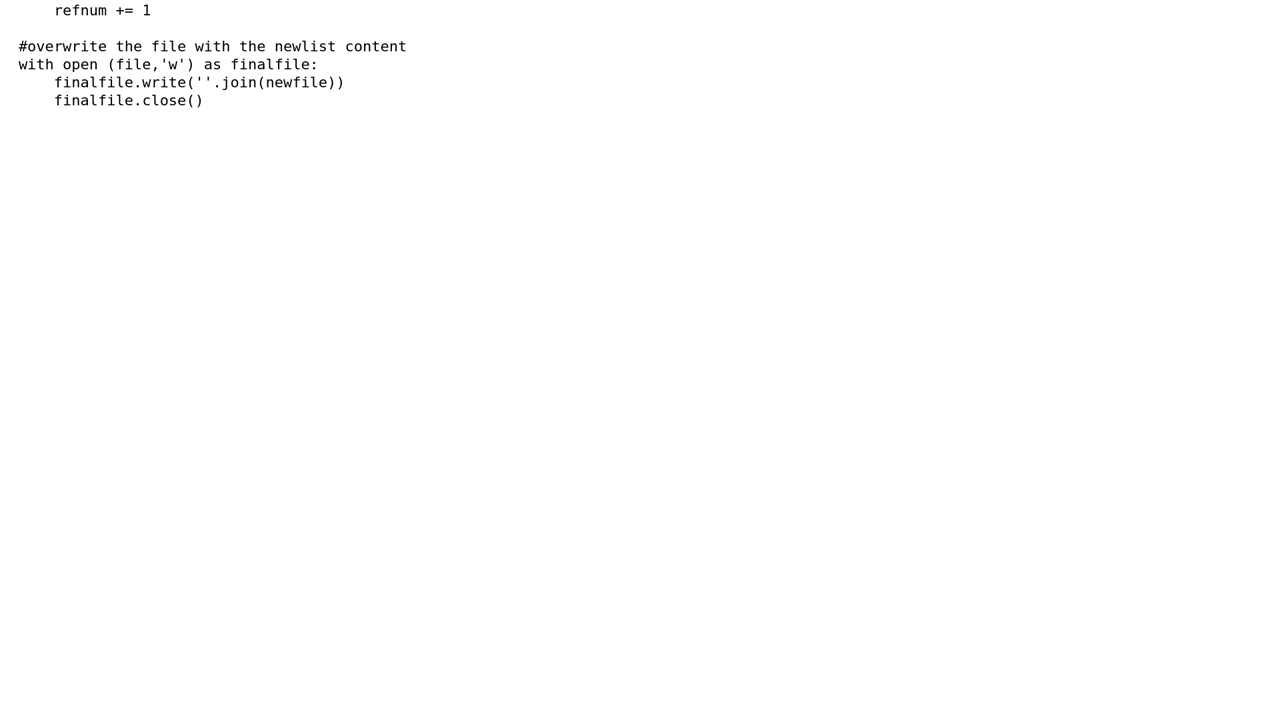 refnum += 1

#overwrite the file with the newlist content
with open (file,'w') as finalfile:
    finalfile.write(''.join(newfile))
    finalfile.close()